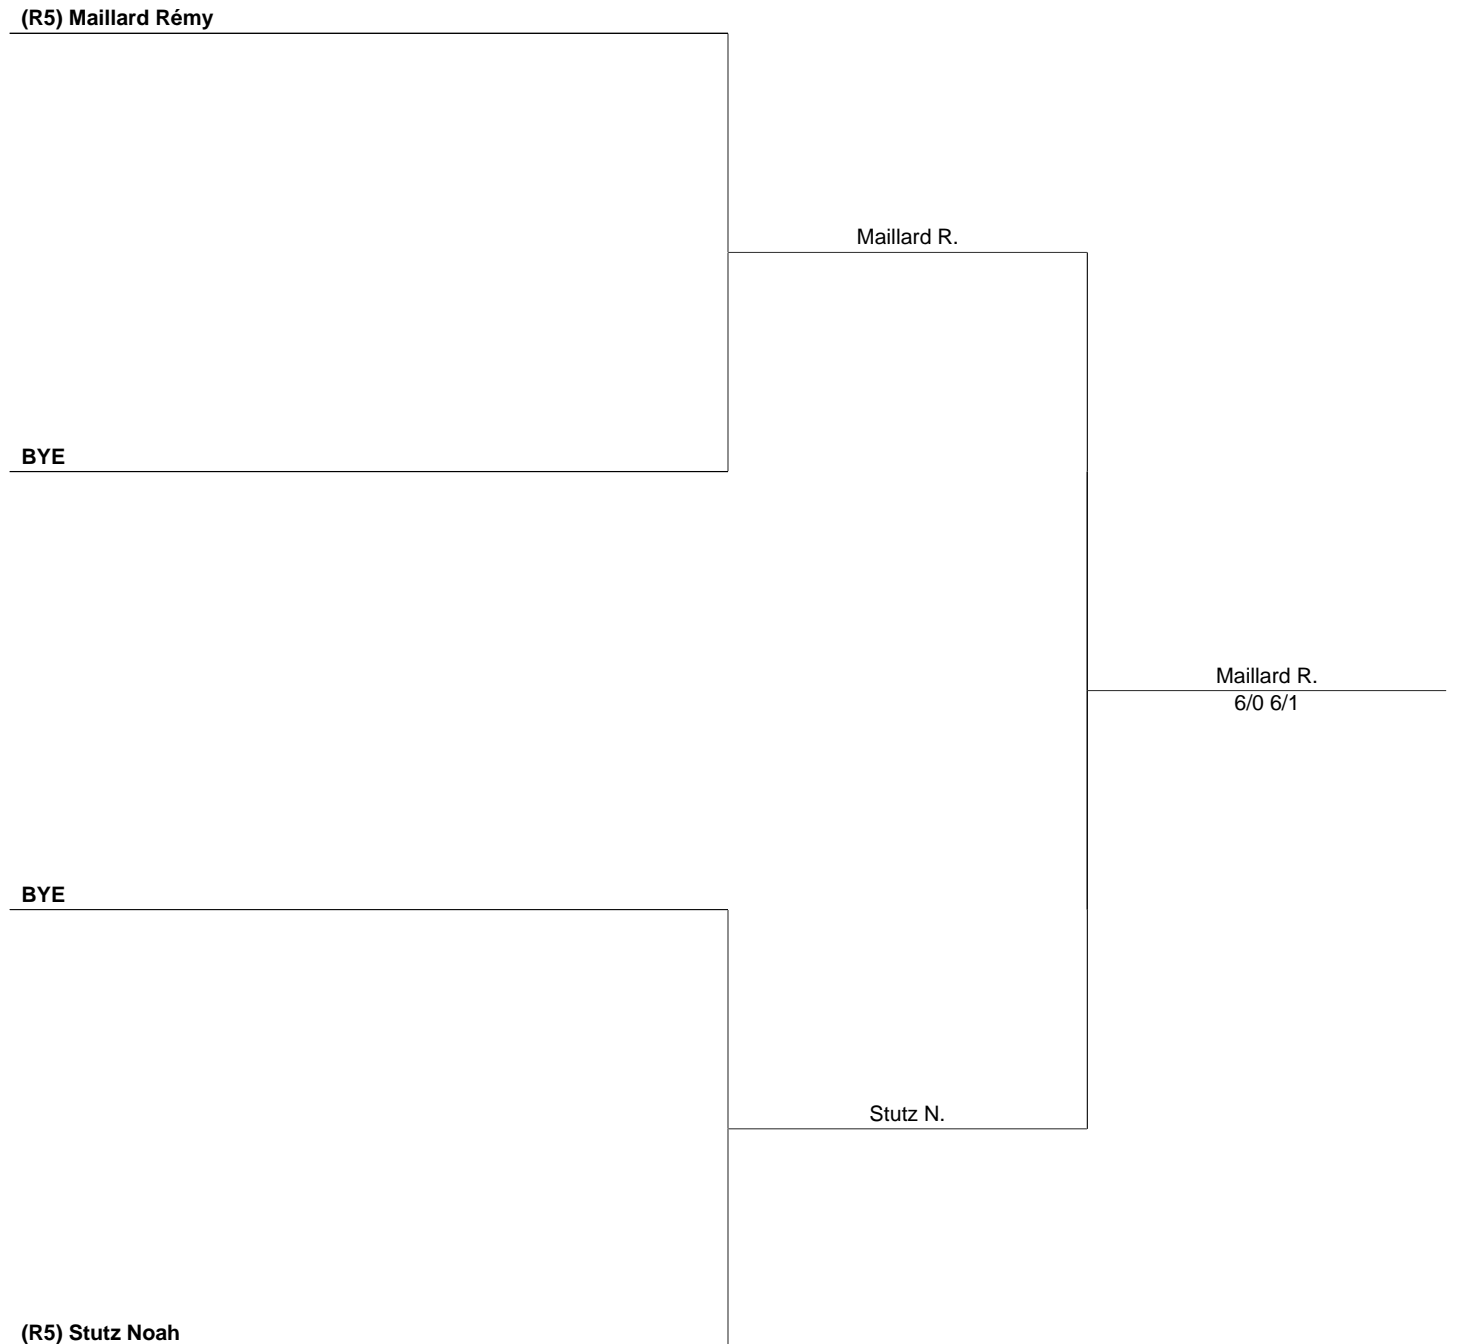 (R5) Maillard Rémy
Maillard R.
BYE
Maillard R.
6/0 6/1
BYE
Stutz N.
(R5) Stutz Noah